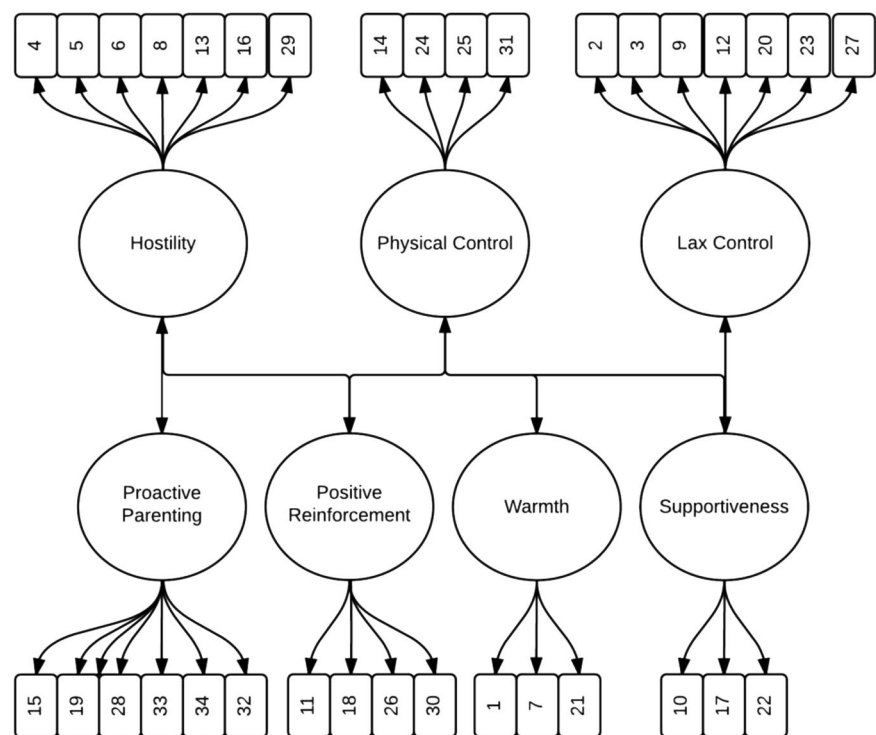 4 5 6 8 13 16 29 14 24 25 31 2 3 9 12 20 23 27
Hostility Physical Control Lax Control
Proactive
Parenting
Positive
Reinforcement
Warmth
Supportiveness
15 19 28 33 34 32 11 18 26 30 1 7 21 10 17 22